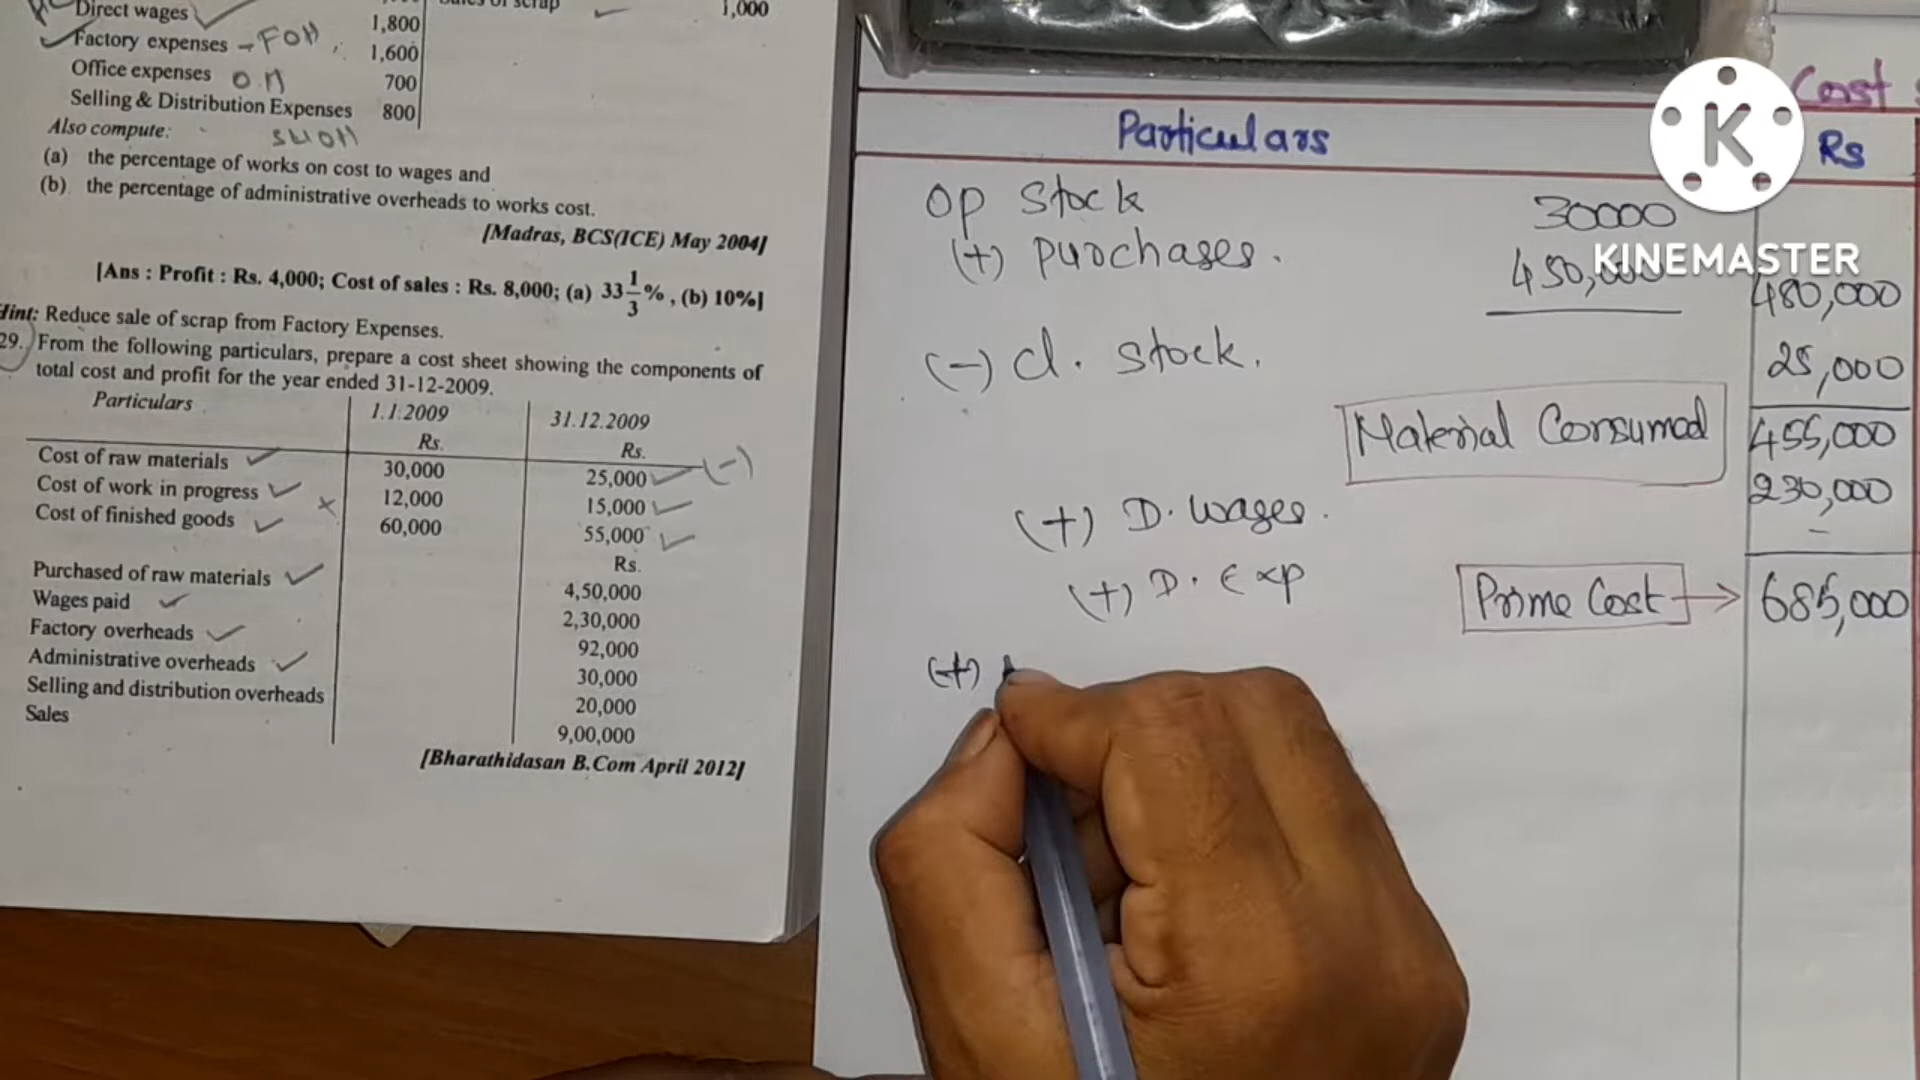 Direct wages 1,800
sales of scrap 1,000
Factory expenses - FOH 1,600
Office expenses O.H 700
Selling & Distribution Expenses 800
Also compute: S&DOH
(a) the percentage of works on cost to wages and
(b) the percentage of administrative overheads to works cost.
[Madras, BCS(ICE) May 2004]
[Ans : Profit : Rs. 4,000; Cost of sales : Rs. 8,000; (a) 33 1/3 %, (b) 10%]
Hint: Reduce sale of scrap from Factory Expenses.
29. From the following particulars, prepare a cost sheet showing the components of
total cost and profit for the year ended 31-12-2009.
Particulars 1.1.2009 31.12.2009
Rs. Rs.
Cost of raw materials 30,000 25,000 (-)
Cost of work in progress 12,000 15,000
Cost of finished goods 60,000 55,000
Rs.
Purchased of raw materials 4,50,000
Wages paid 2,30,000
Factory overheads 92,000
Administrative overheads 30,000
Selling and distribution overheads 20,000
Sales 9,00,000
[Bharathidasan B.Com April 2012]
Cost
Particulars Rs
K
KINEMASTER
Op Stock 30000
(+) Purchases. 450,000 480,000
(-) Cl. Stock. 25,000
Material Consumed 455,000
(+) D. Wages. 230,000
(+) D. Exp -
Prime Cost 685,000
(+)